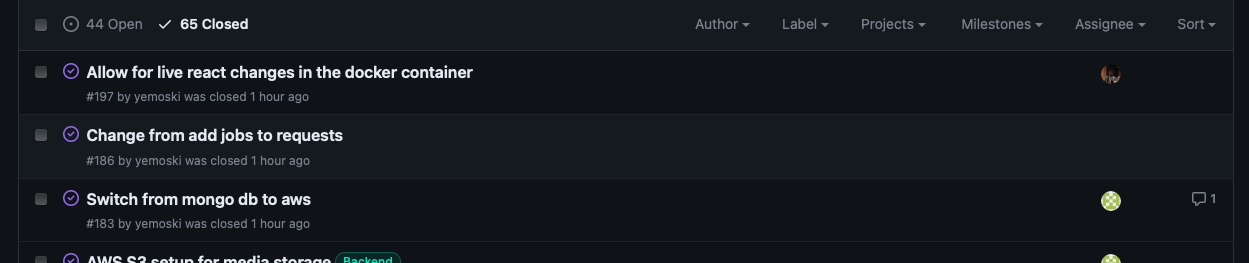 44 Open 65 Closed Author Label Projects Milestones Assignee Sort
Allow for live react changes in the docker container
#197 by yemoski was closed 1 hour ago
Change from add jobs to requests
#186 by yemoski was closed 1 hour ago
Switch from mongo db to aws 1
#183 by yemoski was closed 1 hour ago
AWS S3 setup for media storage Backend